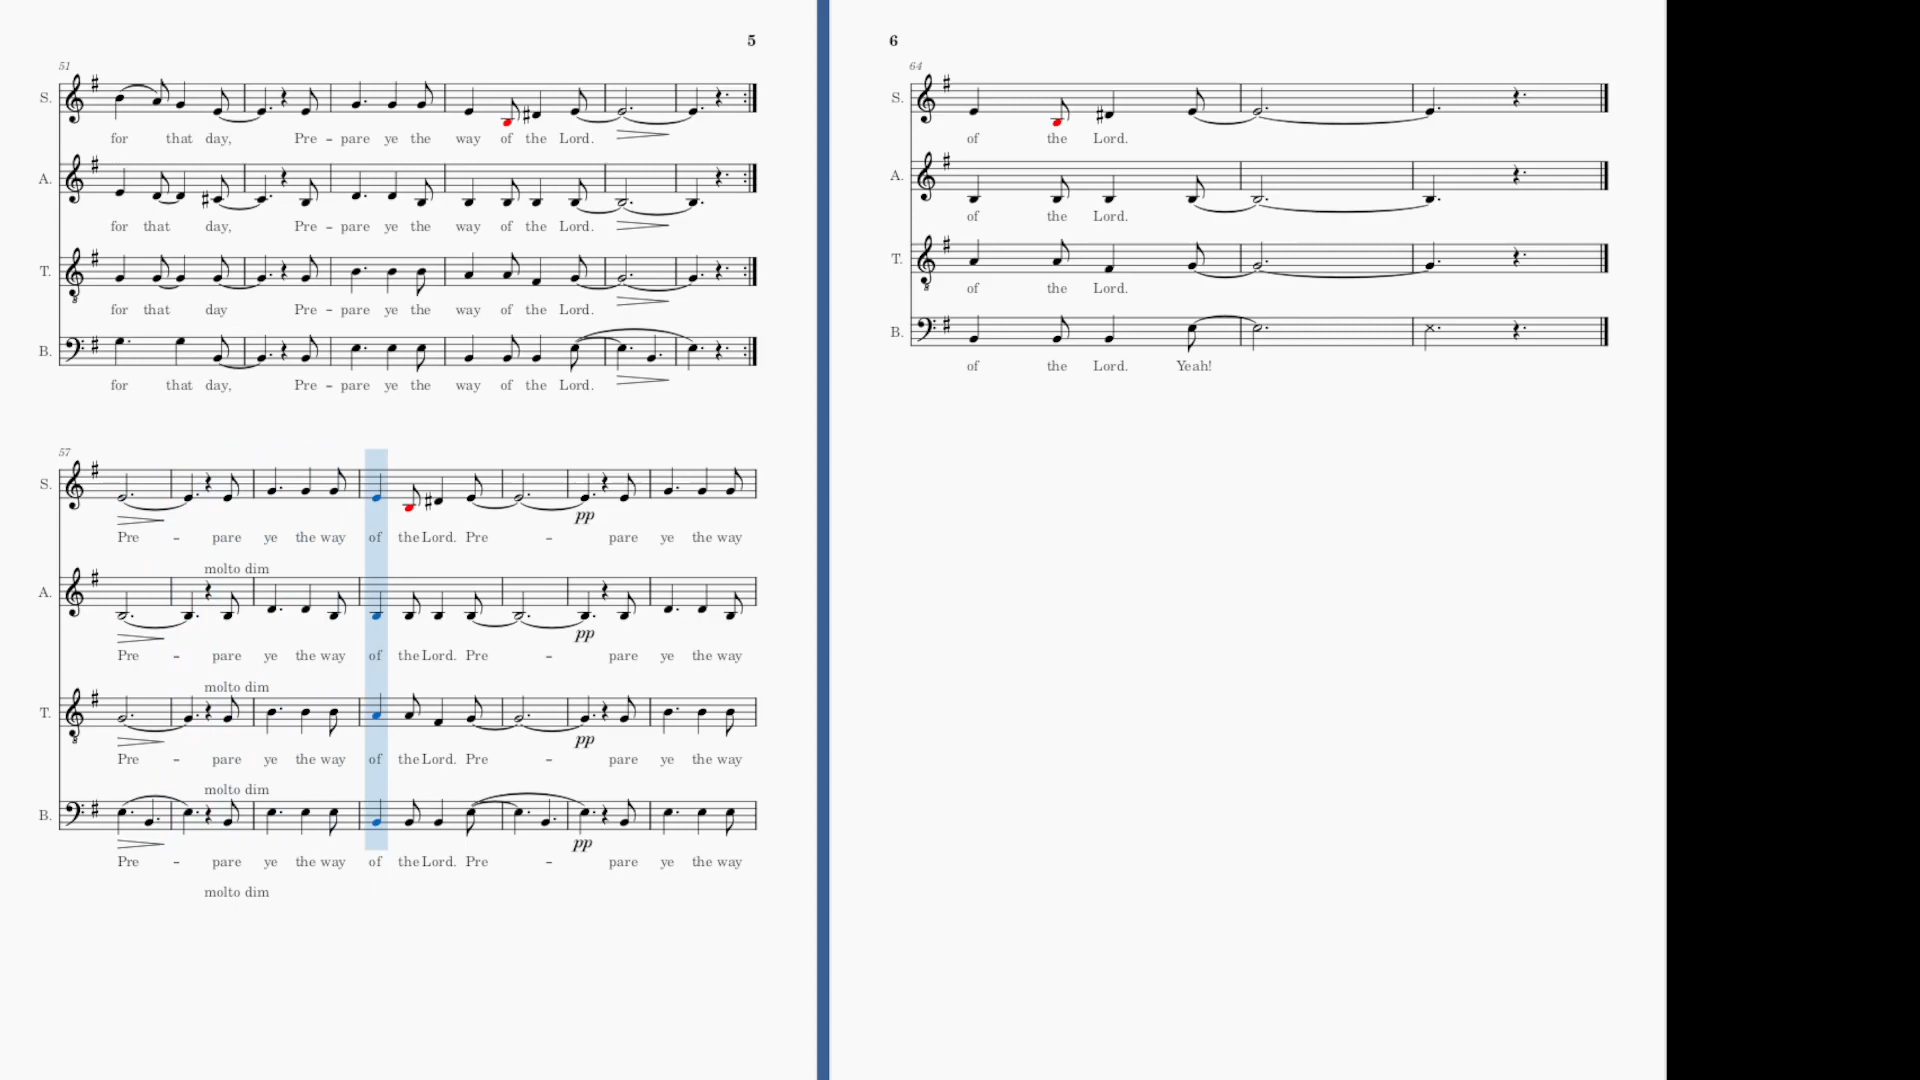 5
51
S.
for that day, Pre - pare ye the way of the Lord.
A.
for that day, Pre - pare ye the way of the Lord.
T.
for that day Pre - pare ye the way of the Lord.
B.
for that day, Pre - pare ye the way of the Lord.
57
S.
pp
Pre - pare ye the way of the Lord. Pre - pare ye the way
molto dim
A.
pp
Pre - pare ye the way of the Lord. Pre - pare ye the way
molto dim
T.
pp
Pre - pare ye the way of the Lord. Pre - pare ye the way
molto dim
B.
pp
Pre - pare ye the way of the Lord. Pre - pare ye the way
molto dim
6
64
S.
of the Lord.
A.
of the Lord.
T.
of the Lord.
B.
of the Lord. Yeah!